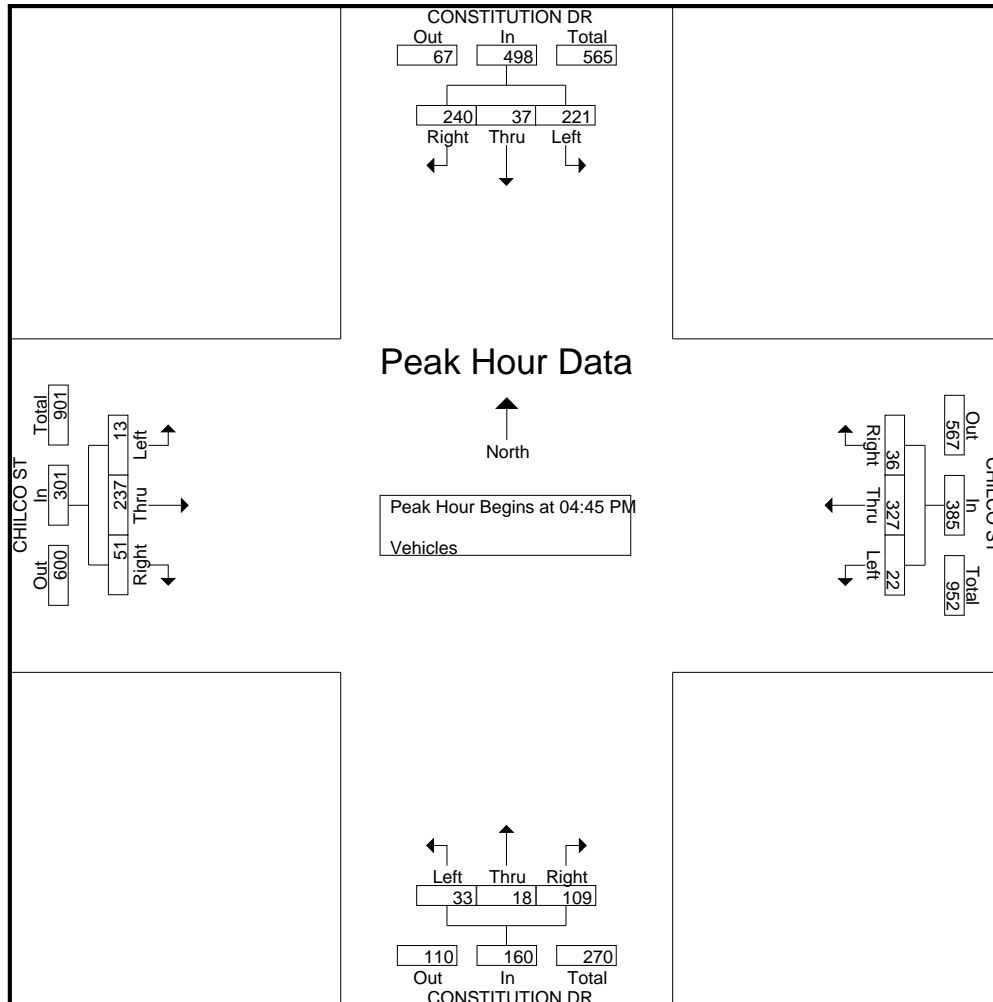 CONSTITUTION DR
Out In Total
67 498 565
240 37 221
Right Thru Left
Peak Hour Data
North
Peak Hour Begins at 04:45 PM
Vehicles
CHILCO ST
Total In Out
901 301 600
13 237 51
Left Thru Right
Right Thru Left
36 327 22
Out In Total
567 385 952
CHILCO ST
Left Thru Right
33 18 109
110 160 270
Out In Total
CONSTITUTION DR